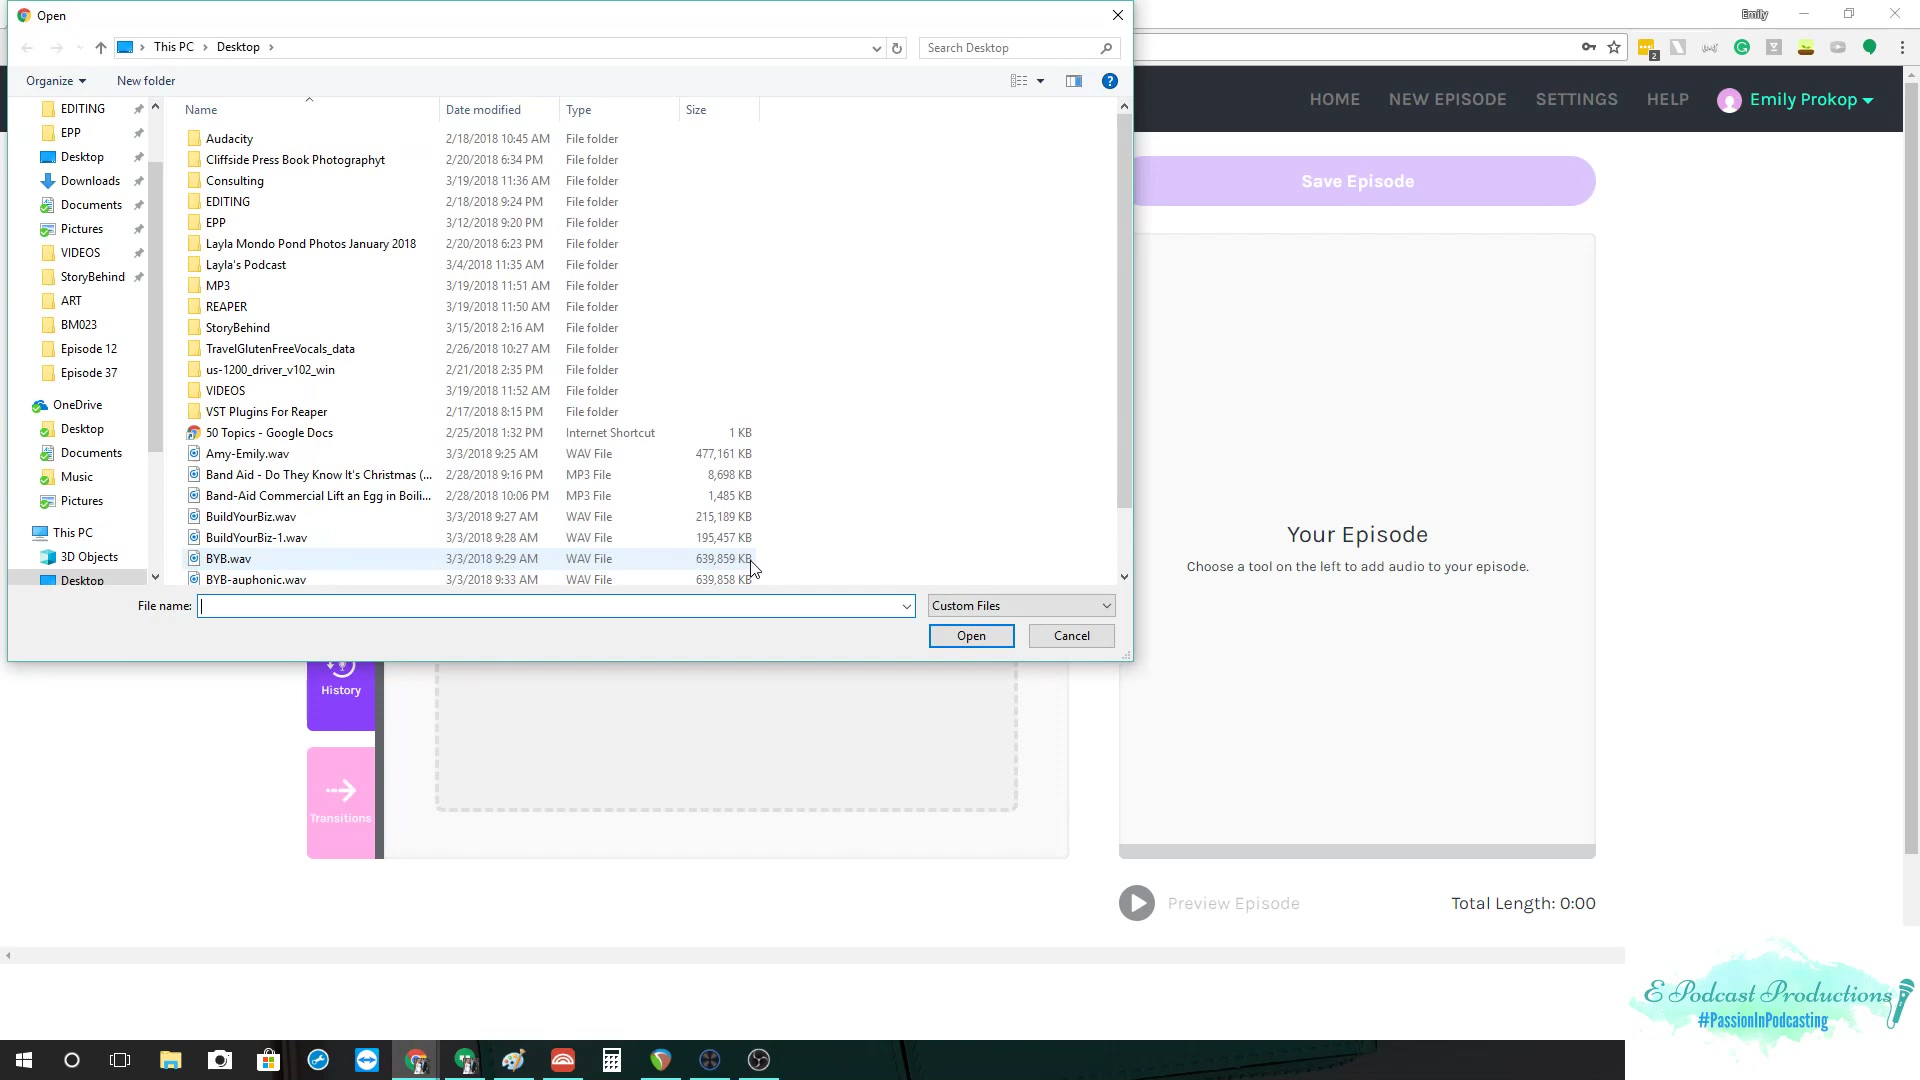 Open
Emily
This PC
Desktop
Search Desktop
Organize
New folder
HOME
NEW EPISODE
SETTINGS
HELP
Emily Prokop
Name
Date modified
Type
Size
EDITING
EPP
Desktop
Downloads
Documents
Pictures
VIDEOS
StoryBehind
ART
BM023
Episode 12
Episode 37
OneDrive
Desktop
Documents
Music
Pictures
This PC
3D Objects
Desktop
Audacity 2/18/2018 10:45 AM File folder
Cliffside Press Book Photographyt 2/20/2018 6:34 PM File folder
Consulting 3/19/2018 11:36 AM File folder
EDITING 2/18/2018 9:24 PM File folder
EPP 3/12/2018 9:20 PM File folder
Layla Mondo Pond Photos January 2018 2/20/2018 6:23 PM File folder
Layla's Podcast 3/4/2018 11:35 AM File folder
MP3 3/19/2018 11:51 AM File folder
REAPER 3/19/2018 11:50 AM File folder
StoryBehind 3/15/2018 2:16 AM File folder
TravelGlutenFreeVocals_data 2/26/2018 10:27 AM File folder
us-1200_driver_v102_win 2/21/2018 2:35 PM File folder
VIDEOS 3/19/2018 11:52 AM File folder
VST Plugins For Reaper 2/17/2018 8:15 PM File folder
50 Topics - Google Docs 2/25/2018 1:32 PM Internet Shortcut 1 KB
Amy-Emily.wav 3/3/2018 9:25 AM WAV File 477,161 KB
Band Aid - Do They Know It's Christmas (... 2/28/2018 9:16 PM MP3 File 8,698 KB
Band-Aid Commercial Lift an Egg in Boili... 2/28/2018 10:06 PM MP3 File 1,485 KB
BuildYourBiz.wav 3/3/2018 9:27 AM WAV File 215,189 KB
BuildYourBiz-1.wav 3/3/2018 9:28 AM WAV File 195,457 KB
BYB.wav 3/3/2018 9:29 AM WAV File 639,859 KB
BYB-auphonic.wav 3/3/2018 9:33 AM WAV File 639,858 KB
File name:
Custom Files
Open
Cancel
Save Episode
Your Episode
Choose a tool on the left to add audio to your episode.
History
Transitions
Preview Episode
Total Length: 0:00
E Podcast Productions
#PassionInPodcasting
2